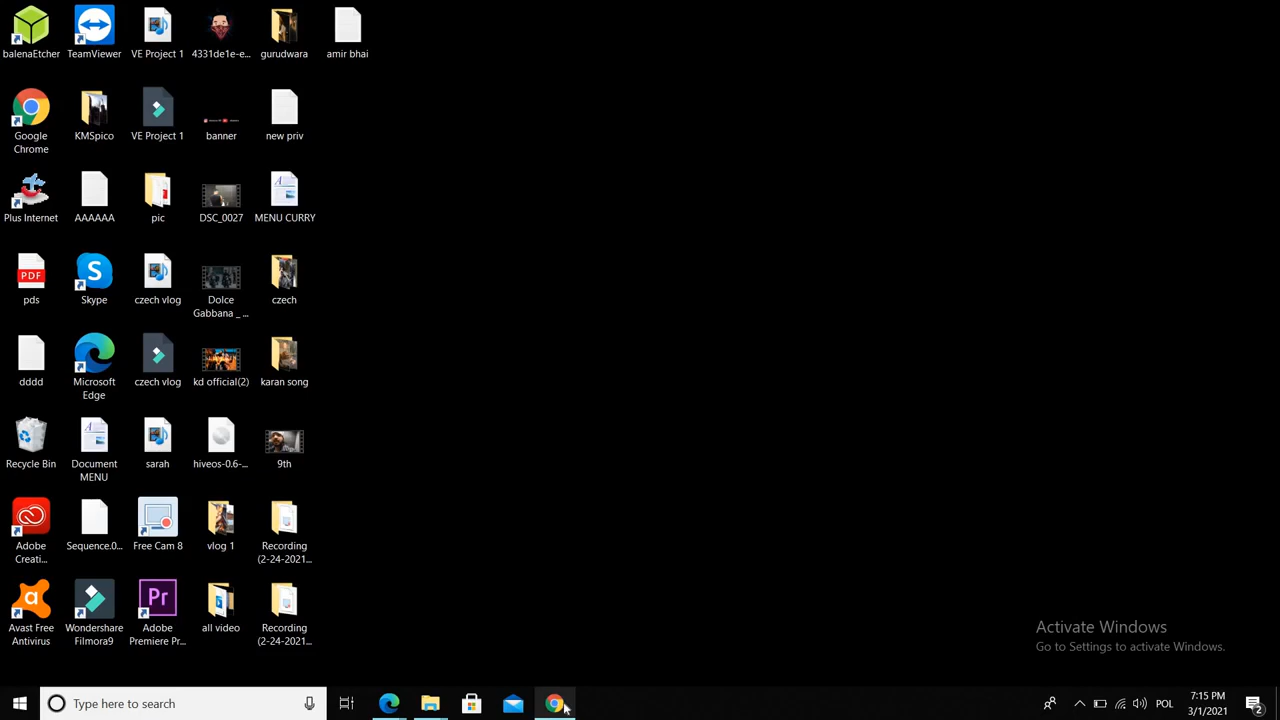 balenaEtcher
TeamViewer
VE Project 1
4331de1e-e...
gurudwara
amir bhai
Google
Chrome
KMSpico
VE Project 1
banner
new priv
Plus Internet
AAAAAA
pic
DSC_0027
MENU CURRY
PDF
pds
Skype
czech vlog
Dolce
Gabbana _ ...
czech
dddd
Microsoft
Edge
czech vlog
kd official(2)
karan song
Recycle Bin
Document
MENU
sarah
hiveos-0.6-...
9th
Adobe
Creati...
Sequence.0...
Free Cam 8
vlog 1
Recording
(2-24-2021...
Pr
Avast Free
Antivirus
Wondershare
Filmora9
Adobe
Premiere Pr...
all video
Recording
(2-24-2021...
Activate Windows
Go to Settings to activate Windows.
Type here to search
POL
7:15 PM
3/1/2021
2